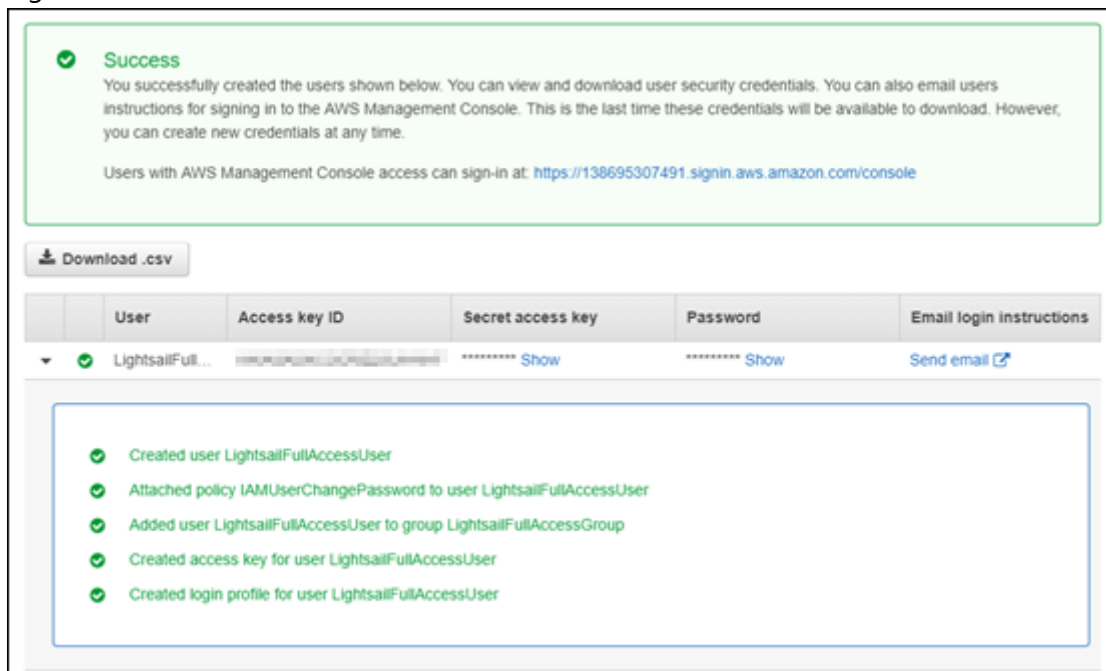 Success
You successfully created the users shown below. You can view and download user security credentials. You can also email users
instructions for signing in to the AWS Management Console. This is the last time these credentials will be available to download. However,
you can create new credentials at any time.
Users with AWS Management Console access can sign-in at: https://138695307491.signin.aws.amazon.com/console
Download .csv
User Access key ID Secret access key Password Email login instructions
LightsailFull... ********* Show ********* Show Send email
Created user LightsailFullAccessUser
Attached policy IAMUserChangePassword to user LightsailFullAccessUser
Added user LightsailFullAccessUser to group LightsailFullAccessGroup
Created access key for user LightsailFullAccessUser
Created login profile for user LightsailFullAccessUser